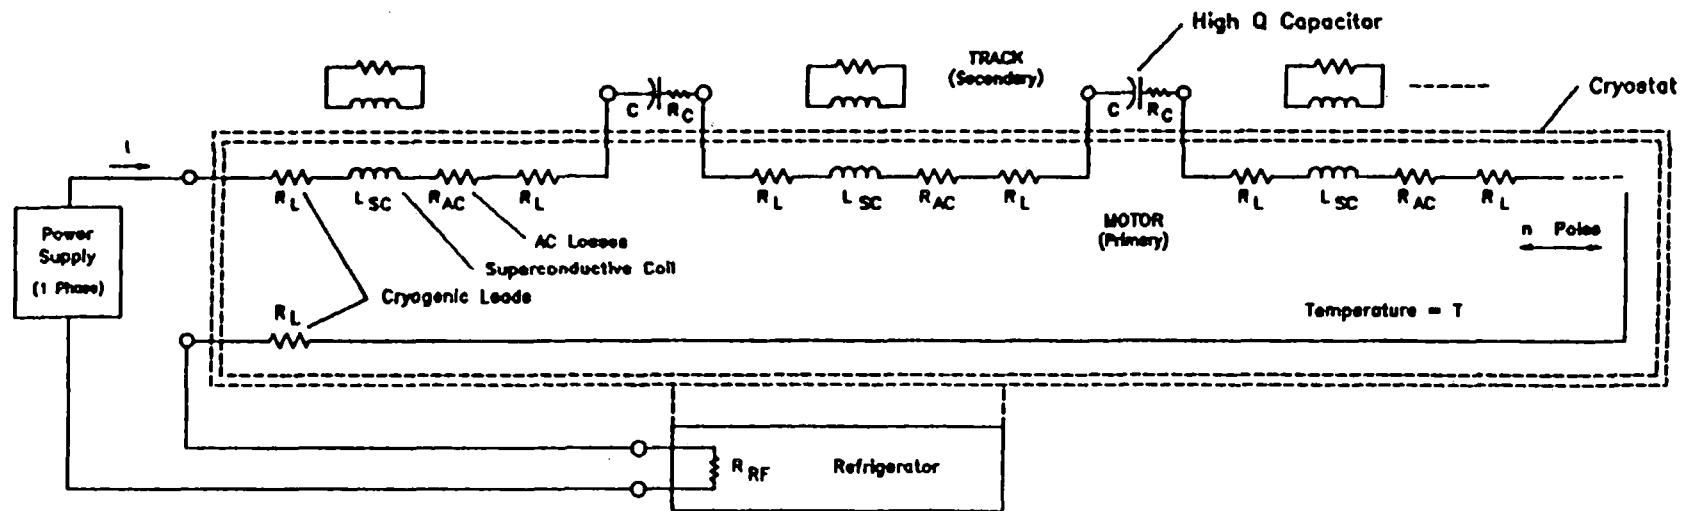 High Q Capacitor
TRACK
(Secondary)
Cryostat
C
R_C
C
R_C
I
R_L
L_SC
R_AC
R_L
R_L
L_SC
R_AC
R_L
R_L
L_SC
R_AC
R_L
Power
Supply
(1 Phase)
AC Losses
Superconductive Coil
Cryogenic Leads
MOTOR
(Primary)
n Poles
R_L
Temperature = T
R_RF
Refrigerator